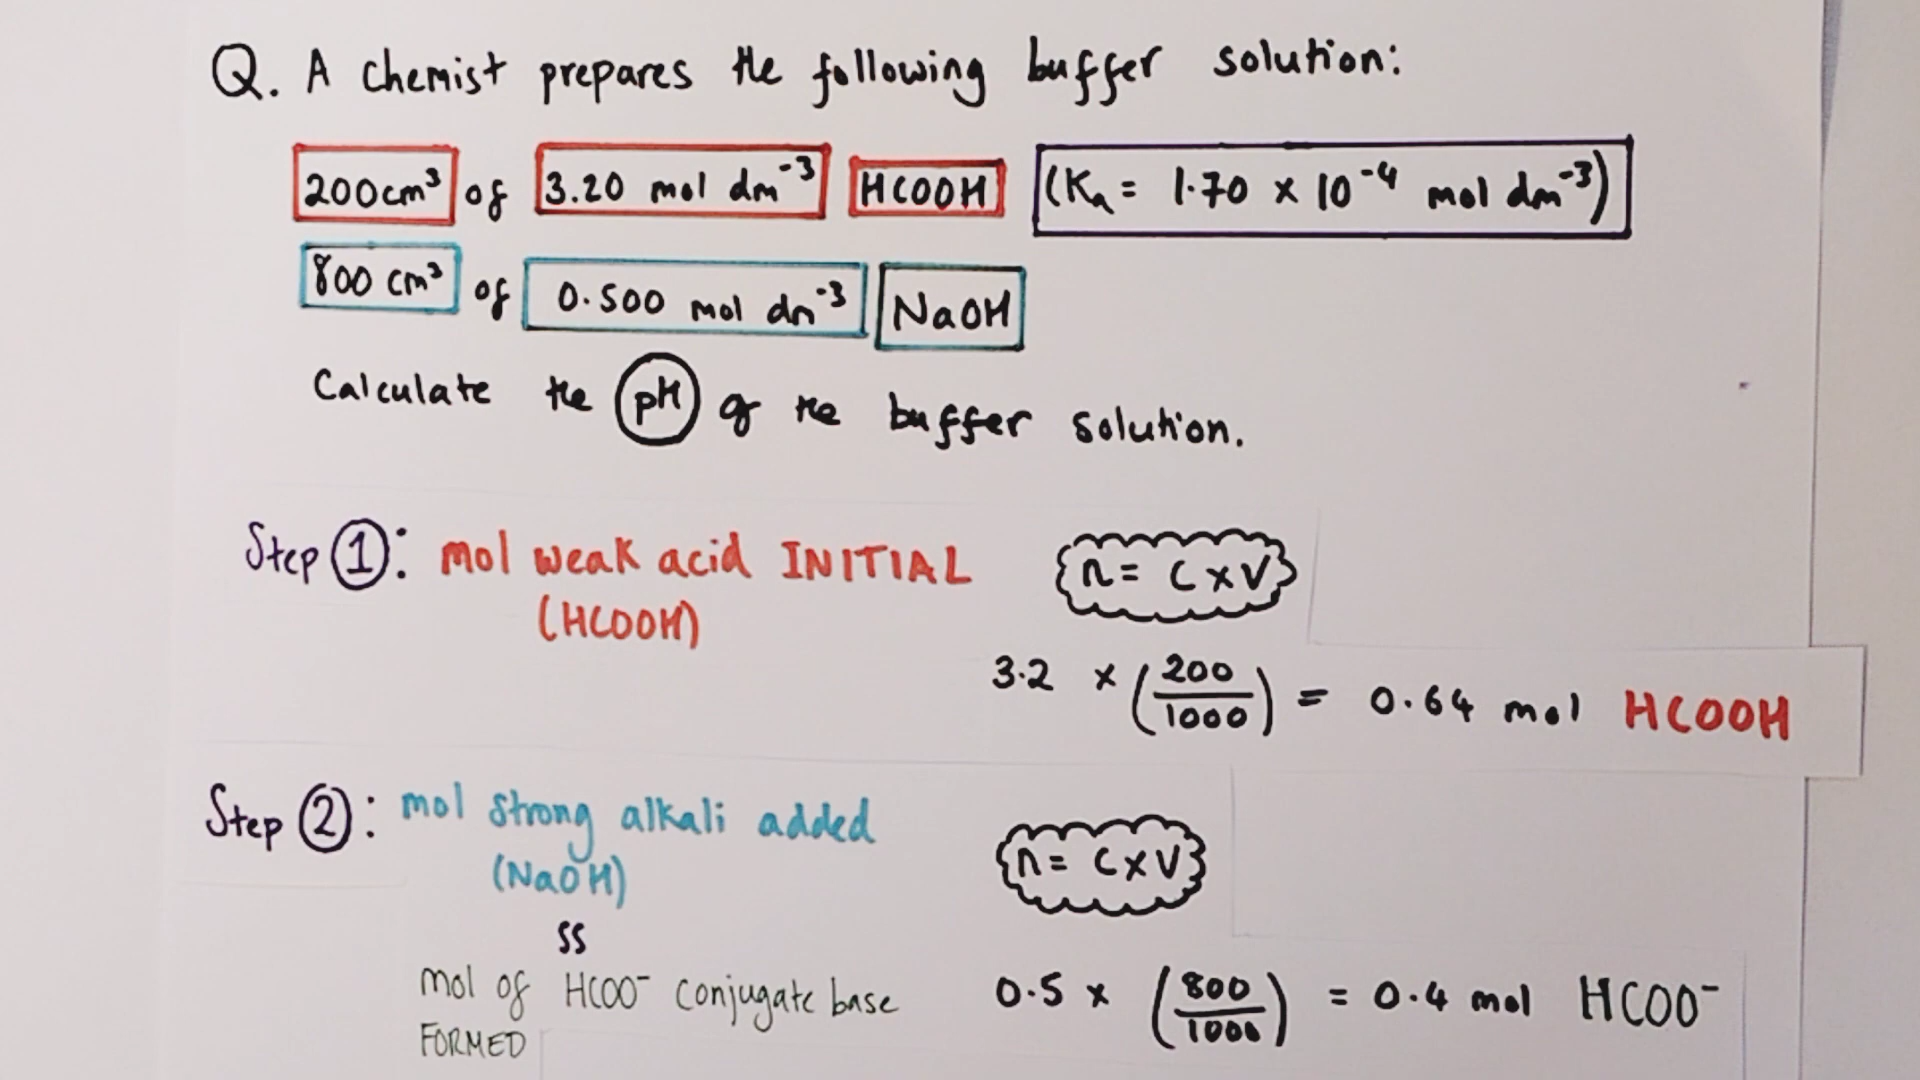 Q. A chemist prepares the following buffer solution:
200cm³ of 3.20 mol dm⁻³ HCOOH (Ka = 1.70 × 10⁻⁴ mol dm⁻³)
800 cm³ of 0.500 mol dm⁻³ NaOH
Calculate the pH of the buffer solution.
Step 1: mol weak acid INITIAL n = C × V
(HCOOH)
3.2 × (200/1000) = 0.64 mol HCOOH
Step 2: mol strong alkali added n = C × V
(NaOH)
SS
mol of HCOO⁻ conjugate base 0.5 × (800/1000) = 0.4 mol HCOO⁻
FORMED